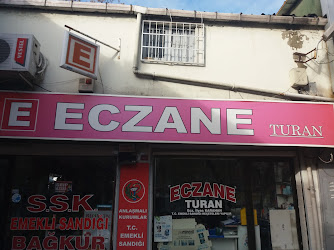 E
E ECZANE TURAN
S.S.K
EMEKLİ SANDIĞI
BAĞKUR
ANLAŞMALI
KURUMLAR
T.C.
EMEKLİ
SANDIĞI
ECZANE
TURAN